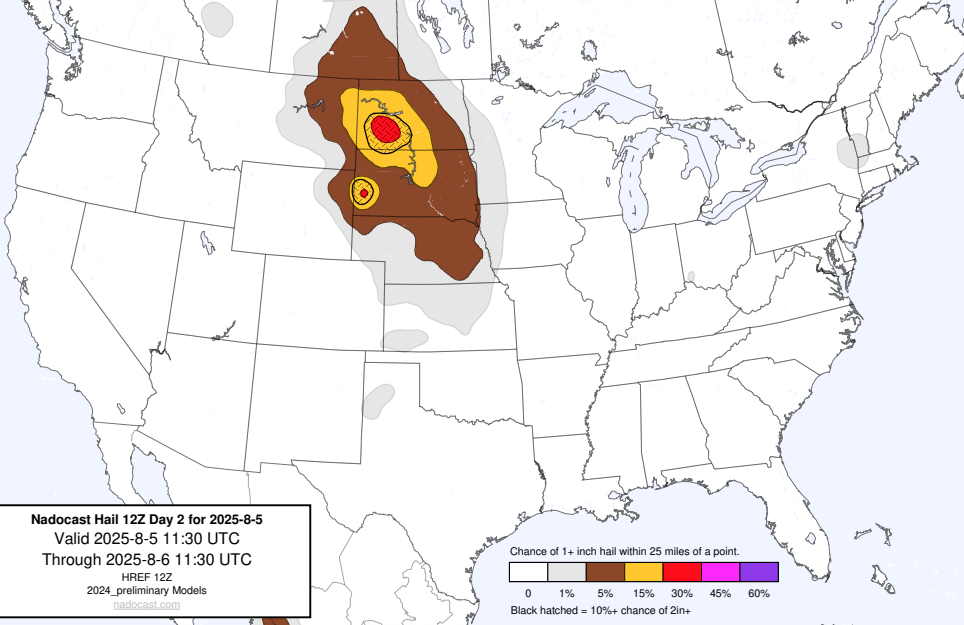 Nadocast Hail 12Z Day 2 for 2025-8-5
Valid 2025-8-5 11:30 UTC
Through 2025-8-6 11:30 UTC
HREF 12Z
2024_preliminary Models
nadocast.com
Chance of 1+ inch hail within 25 miles of a point.
0 1% 5% 15% 30% 45% 60%
Black hatched = 10%+ chance of 2in+